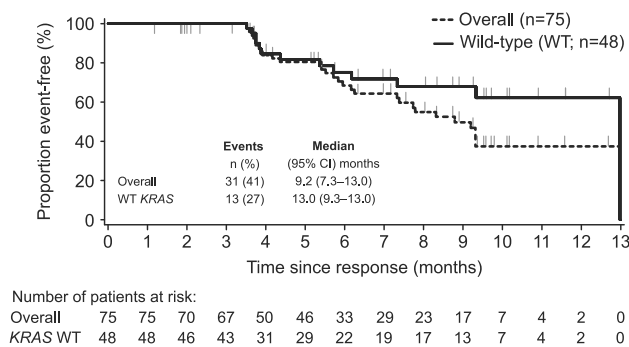 Overall (n=75)
Wild-type (WT; n=48)
Proportion event-free (%)
100
80
60
40
20
0
Events Median
n (%) (95% CI) months
Overall 31 (41) 9.2 (7.3–13.0)
WT KRAS 13 (27) 13.0 (9.3–13.0)
0 1 2 3 4 5 6 7 8 9 10 11 12 13
Time since response (months)
Number of patients at risk:
Overall 75 75 70 67 50 46 33 29 23 17 7 4 2 0
KRAS WT 48 48 46 43 31 29 22 19 17 13 7 4 2 0